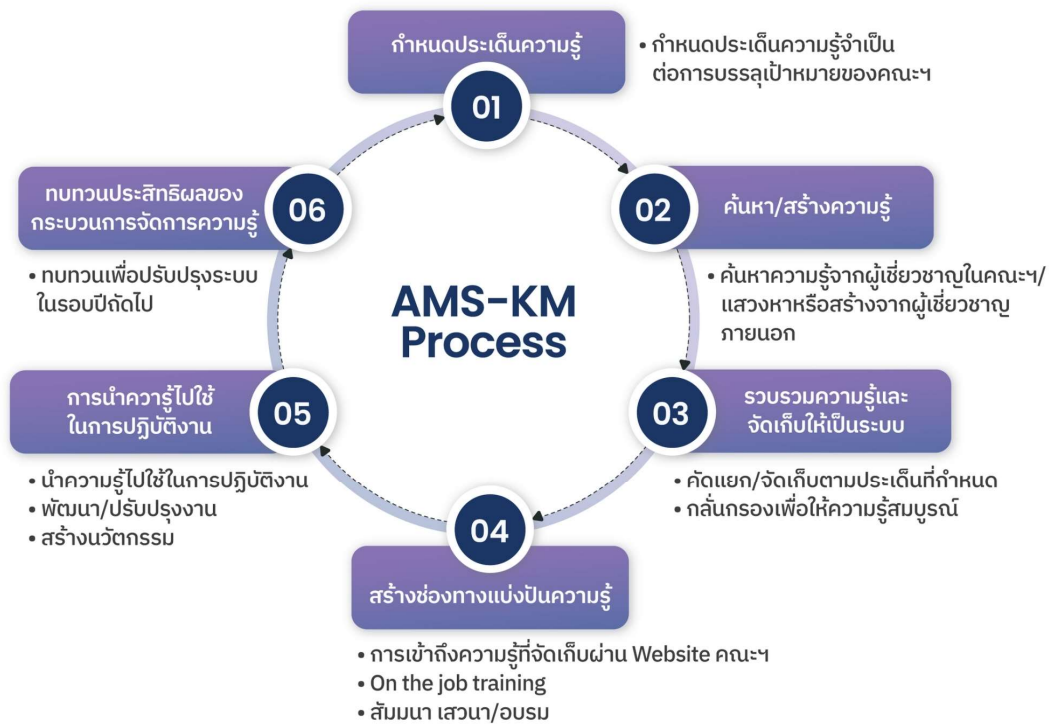 กำหนดประเด็นความรู้
01
• กำหนดประเด็นความรู้จำเป็น
ต่อการบรรลุเป้าหมายของคณะฯ
02
ค้นหา/สร้างความรู้
• ค้นหาความรู้จากผู้เชี่ยวชาญในคณะฯ/
แสวงหาหรือสร้างจากผู้เชี่ยวชาญ
ภายนอก
03
รวบรวมความรู้และ
จัดเก็บให้เป็นระบบ
• คัดแยก/จัดเก็บตามประเด็นที่กำหนด
• กลั่นกรองเพื่อให้ความรู้สมบูรณ์
04
สร้างช่องทางแบ่งปันความรู้
• การเข้าถึงความรู้ที่จัดเก็บผ่าน Website คณะฯ
• On the job training
• สัมมนา เสวนา/อบรม
การนำควารู้ไปใช้
ในการปฏิบัติงาน
05
• นำความรู้ไปใช้ในการปฏิบัติงาน
• พัฒนา/ปรับปรุงงาน
• สร้างนวัตกรรม
ทบทวนประสิทธิผลของ
กระบวนการจัดการความรู้
06
• ทบทวนเพื่อปรับปรุงระบบ
ในรอบปีถัดไป
AMS-KM
Process